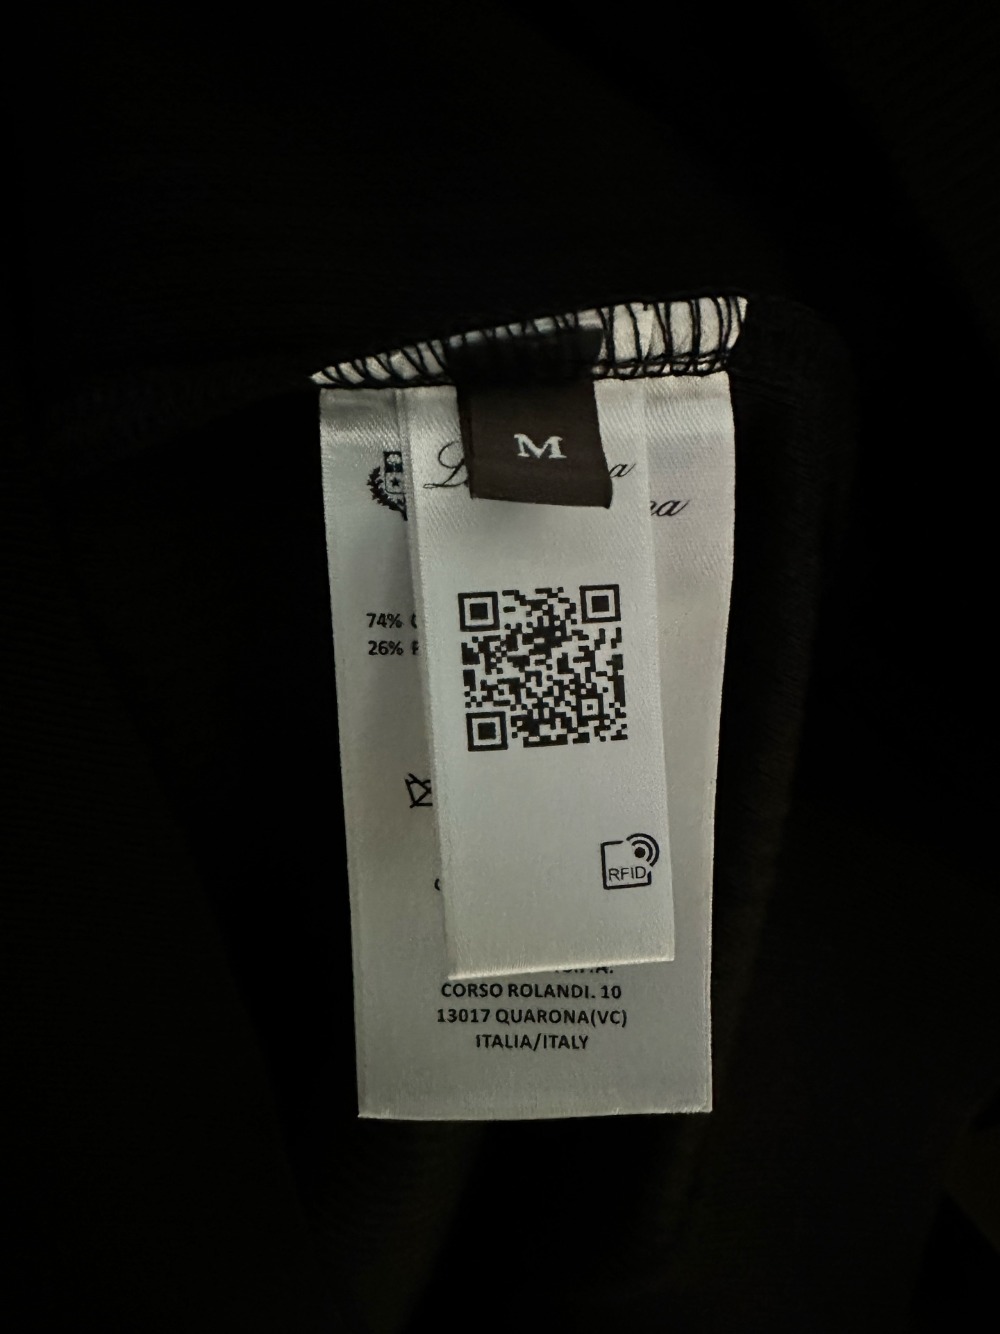 M
74%
26%
RFID
CORSO ROLANDI. 10
13017 QUARONA(VC)
ITALIA/ITALY